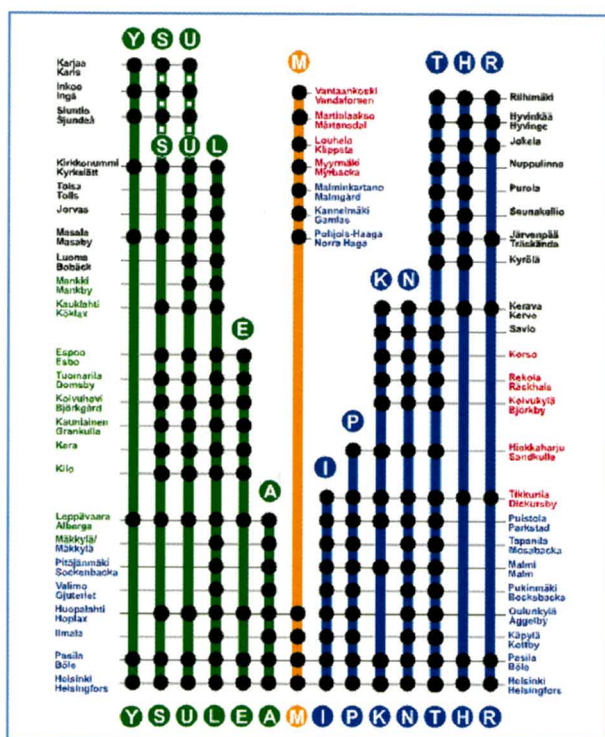 Y S U
M
T H R
Karjaa
Karis
Inkoo
Ingå
Siuntio
Sjundeå
S U L
Kirkkonummi
Kyrkslätt
Tolsa
Tolls
Jorvas
Masala
Masaby
Luoma
Bobäck
Mankki
Mankby
Kauklahti
Köklax
E
Espoo
Esbo
Tuomarila
Domsby
Koivuhovi
Björkgård
Kauniainen
Grankulla
Kera
Kilo
A
Leppävaara
Alberga
Mäkkylä/
Mäkkylä
Pitäjänmäki
Sockenbacka
Valimo
Gjuteriet
Huopalahti
Hoplax
Ilmala
Pasila
Böle
Helsinki
Helsingfors
Vantaankoski
Vandaforsen
Martinlaakso
Mårtensdal
Louhela
Klippsta
Myyrmäki
Myrbacka
Malminkartano
Malmgård
Kannelmäki
Gamlas
Pohjois-Haaga
Norra Haga
K N
P
I
Riihimäki
Hyvinkää
Hyvinge
Jokela
Nuppulinna
Purola
Saunakallio
Järvenpää
Träskända
Kyrölä
Kerava
Kervo
Savio
Korso
Rekola
Räckhals
Koivukylä
Björkby
Hiekkaharju
Sandkulla
Tikkurila
Dickursby
Puistola
Parkstad
Tapanila
Mosabacka
Malmi
Malm
Pukinmäki
Bocksbacka
Oulunkylä
Åggelby
Käpylä
Kottby
Pasila
Böle
Helsinki
Helsingfors
Y S U L E A M I P K N T H R